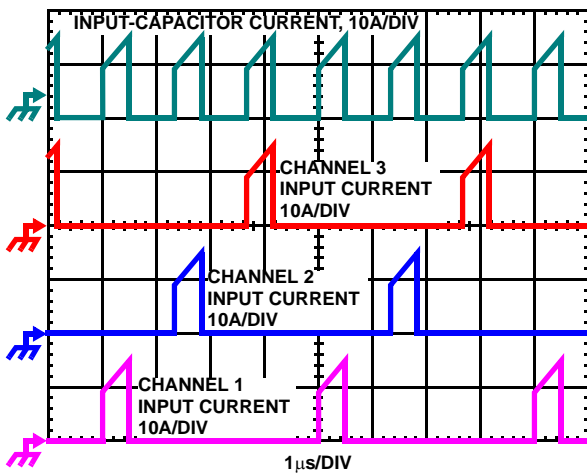 INPUT-CAPACITOR CURRENT, 10A/DIV
CHANNEL 3
INPUT CURRENT
10A/DIV
CHANNEL 2
INPUT CURRENT
10A/DIV
CHANNEL 1
INPUT CURRENT
10A/DIV
1μs/DIV